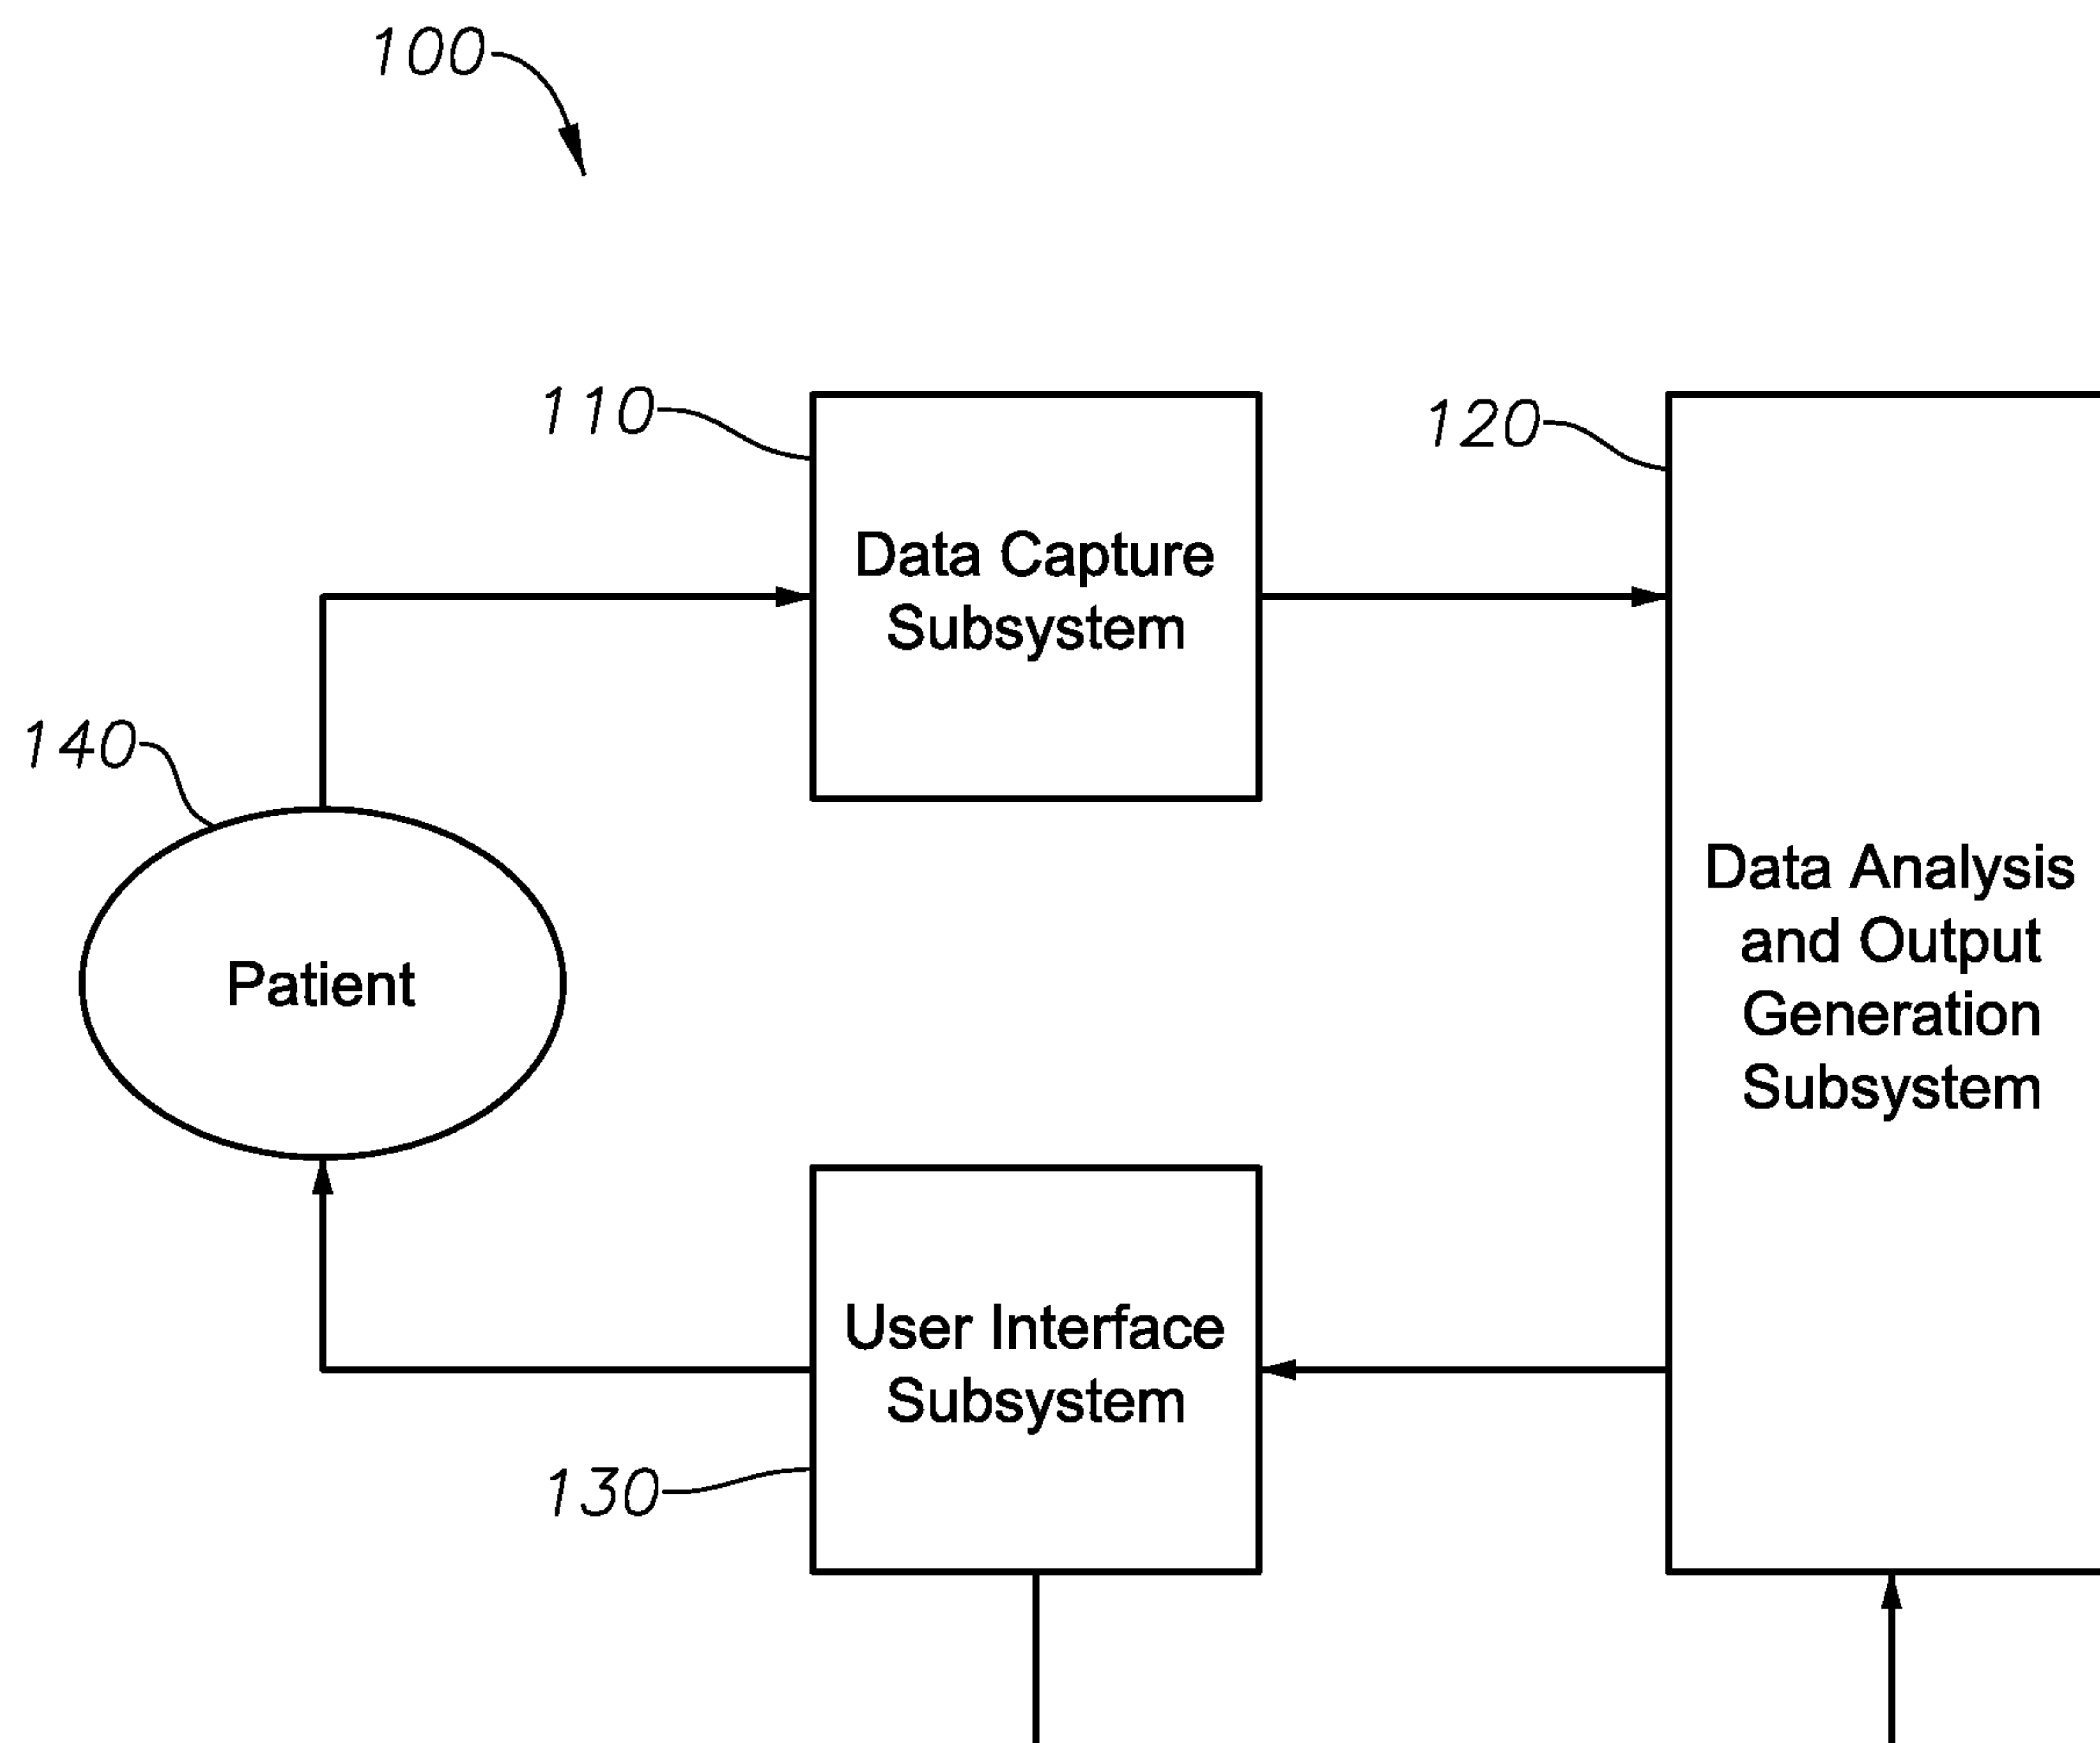 100
110
120
Data Capture
Subsystem
140
Data Analysis
and Output
Generation
Subsystem
Patient
User Interface
Subsystem
130